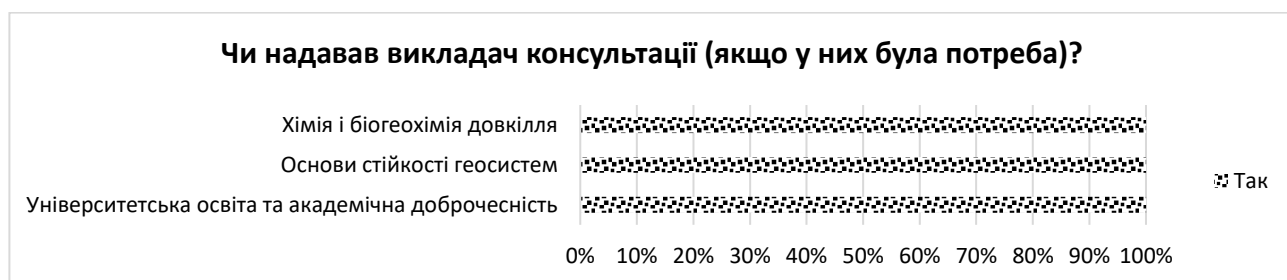 Чи надавав викладач консультації (якщо у них була потреба)?
Хімія і біогеохімія довкілля
Основи стійкості геосистем
Університетська освіта та академічна доброчесність
Так
0% 10% 20% 30% 40% 50% 60% 70% 80% 90% 100%